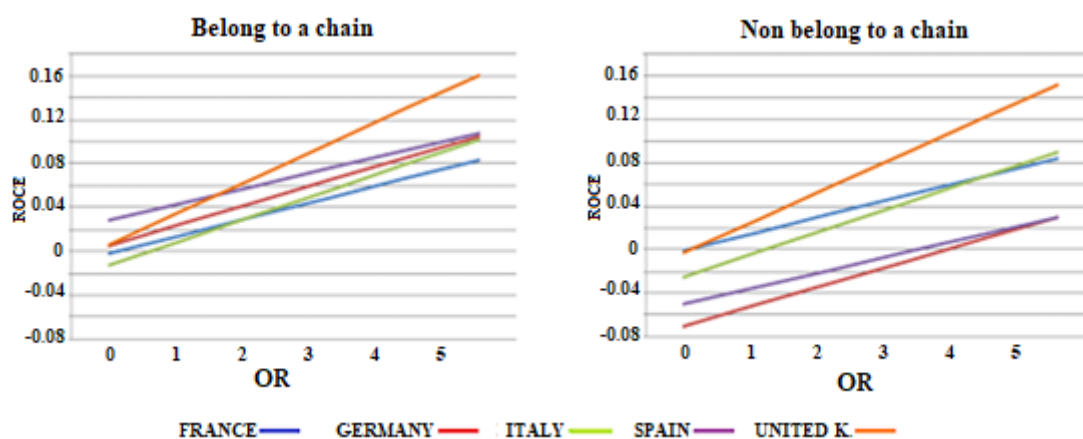 Belong to a chain
0.16
0.12
0.08
0.04
0
-0.04
-0.08
ROCE
0 1 2 3 4 5
OR
Non belong to a chain
0.16
0.12
0.08
0.04
0
-0.04
-0.08
ROCE
0 1 2 3 4 5
OR
FRANCE GERMANY ITALY SPAIN UNITED K.